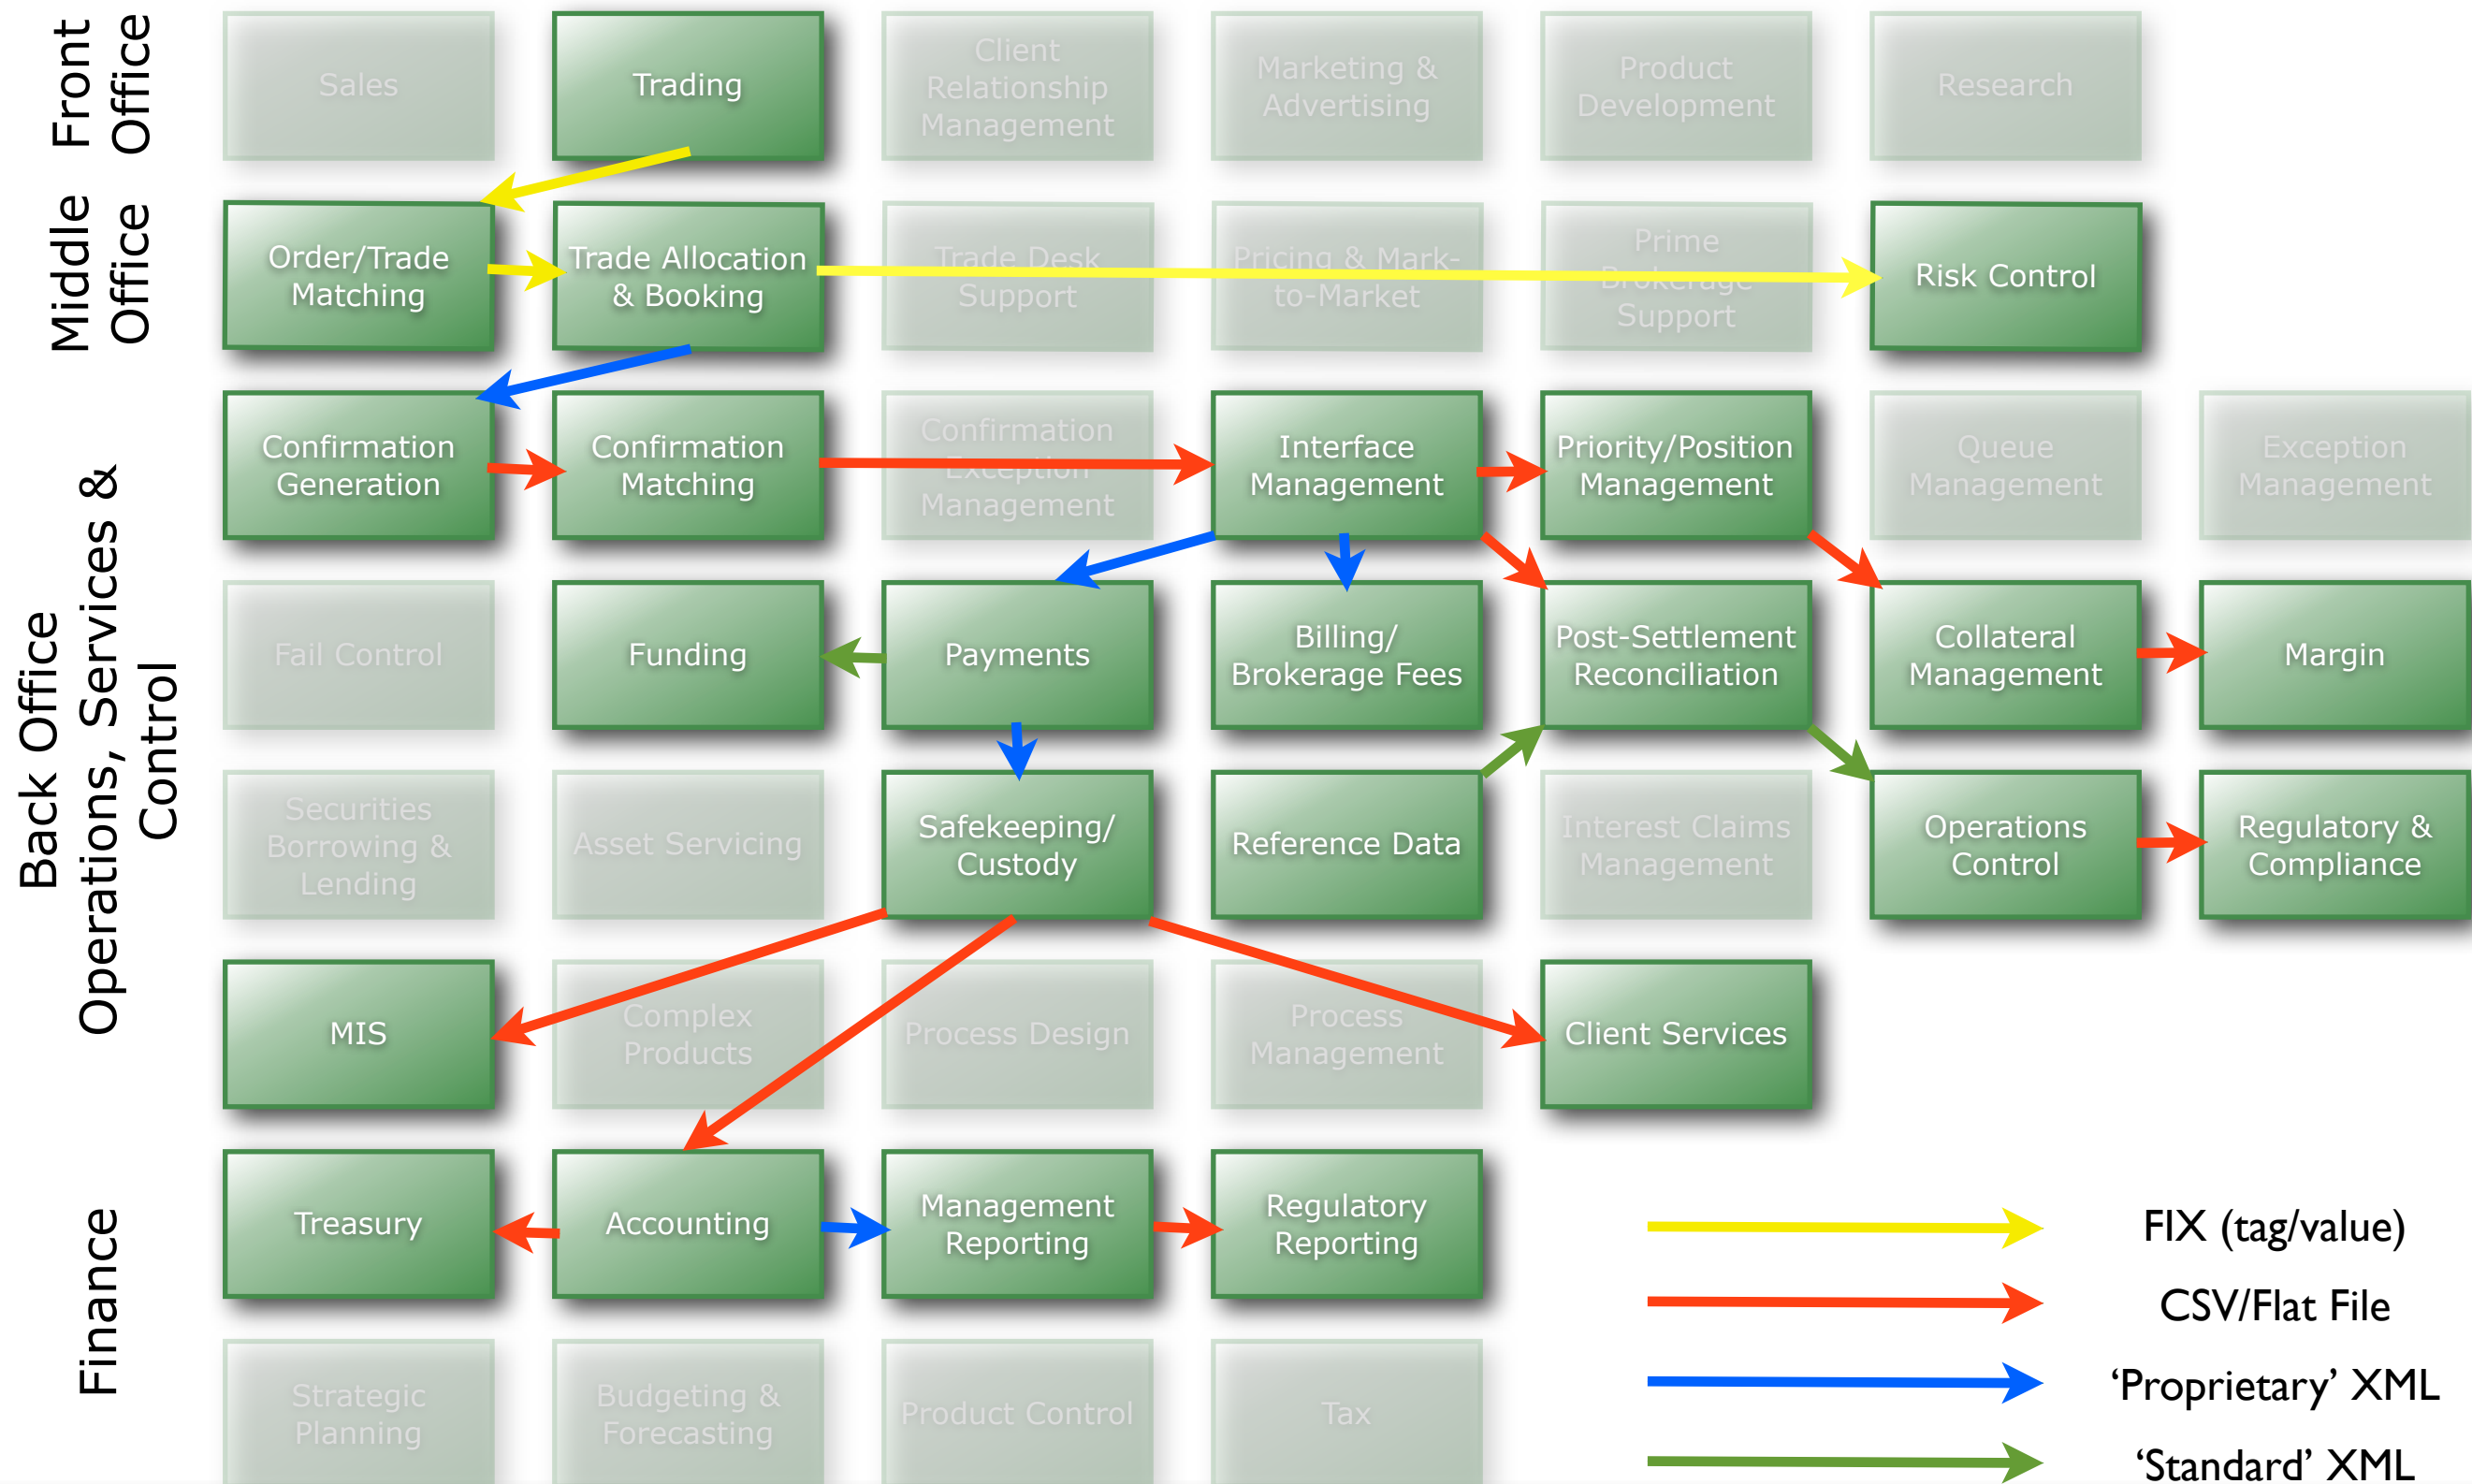 Front
Office
Sales
Trading
Client
Relationship
Management
Marketing &
Advertising
Product
Development
Research
Middle
Office
Order/Trade
Matching
Trade Allocation
& Booking
Trade Desk
Support
Pricing & Mark-
to-Market
Prime
Brokerage
Support
Risk Control
Back Office
Operations, Services &
Control
Confirmation
Generation
Confirmation
Matching
Confirmation
Exception
Management
Interface
Management
Priority/Position
Management
Queue
Management
Exception
Management
Fail Control
Funding
Payments
Billing/
Brokerage Fees
Post-Settlement
Reconciliation
Collateral
Management
Margin
Securities
Borrowing &
Lending
Asset Servicing
Safekeeping/
Custody
Reference Data
Interest Claims
Management
Operations
Control
Regulatory &
Compliance
MIS
Complex
Products
Process Design
Process
Management
Client Services
Finance
Treasury
Accounting
Management
Reporting
Regulatory
Reporting
Strategic
Planning
Budgeting &
Forecasting
Product Control
Tax
FIX (tag/value)
CSV/Flat File
‘Proprietary’ XML
‘Standard’ XML